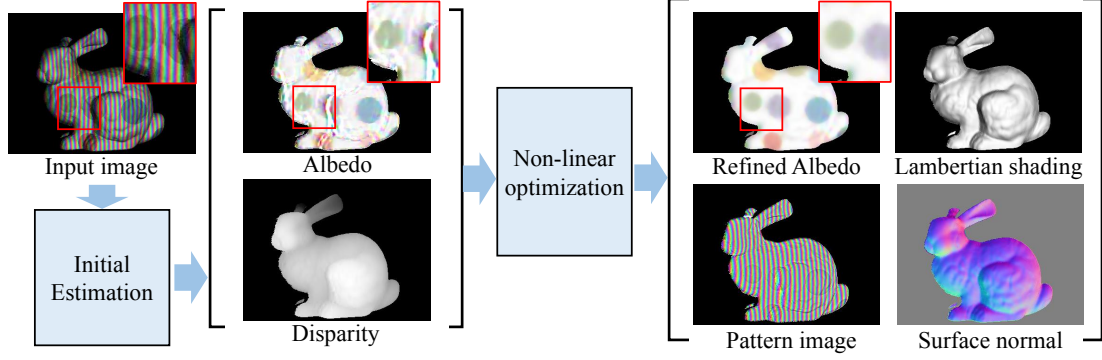 Input image
Initial
Estimation
Albedo
Disparity
Non-linear
optimization
Refined Albedo
Lambertian shading
Pattern image
Surface normal